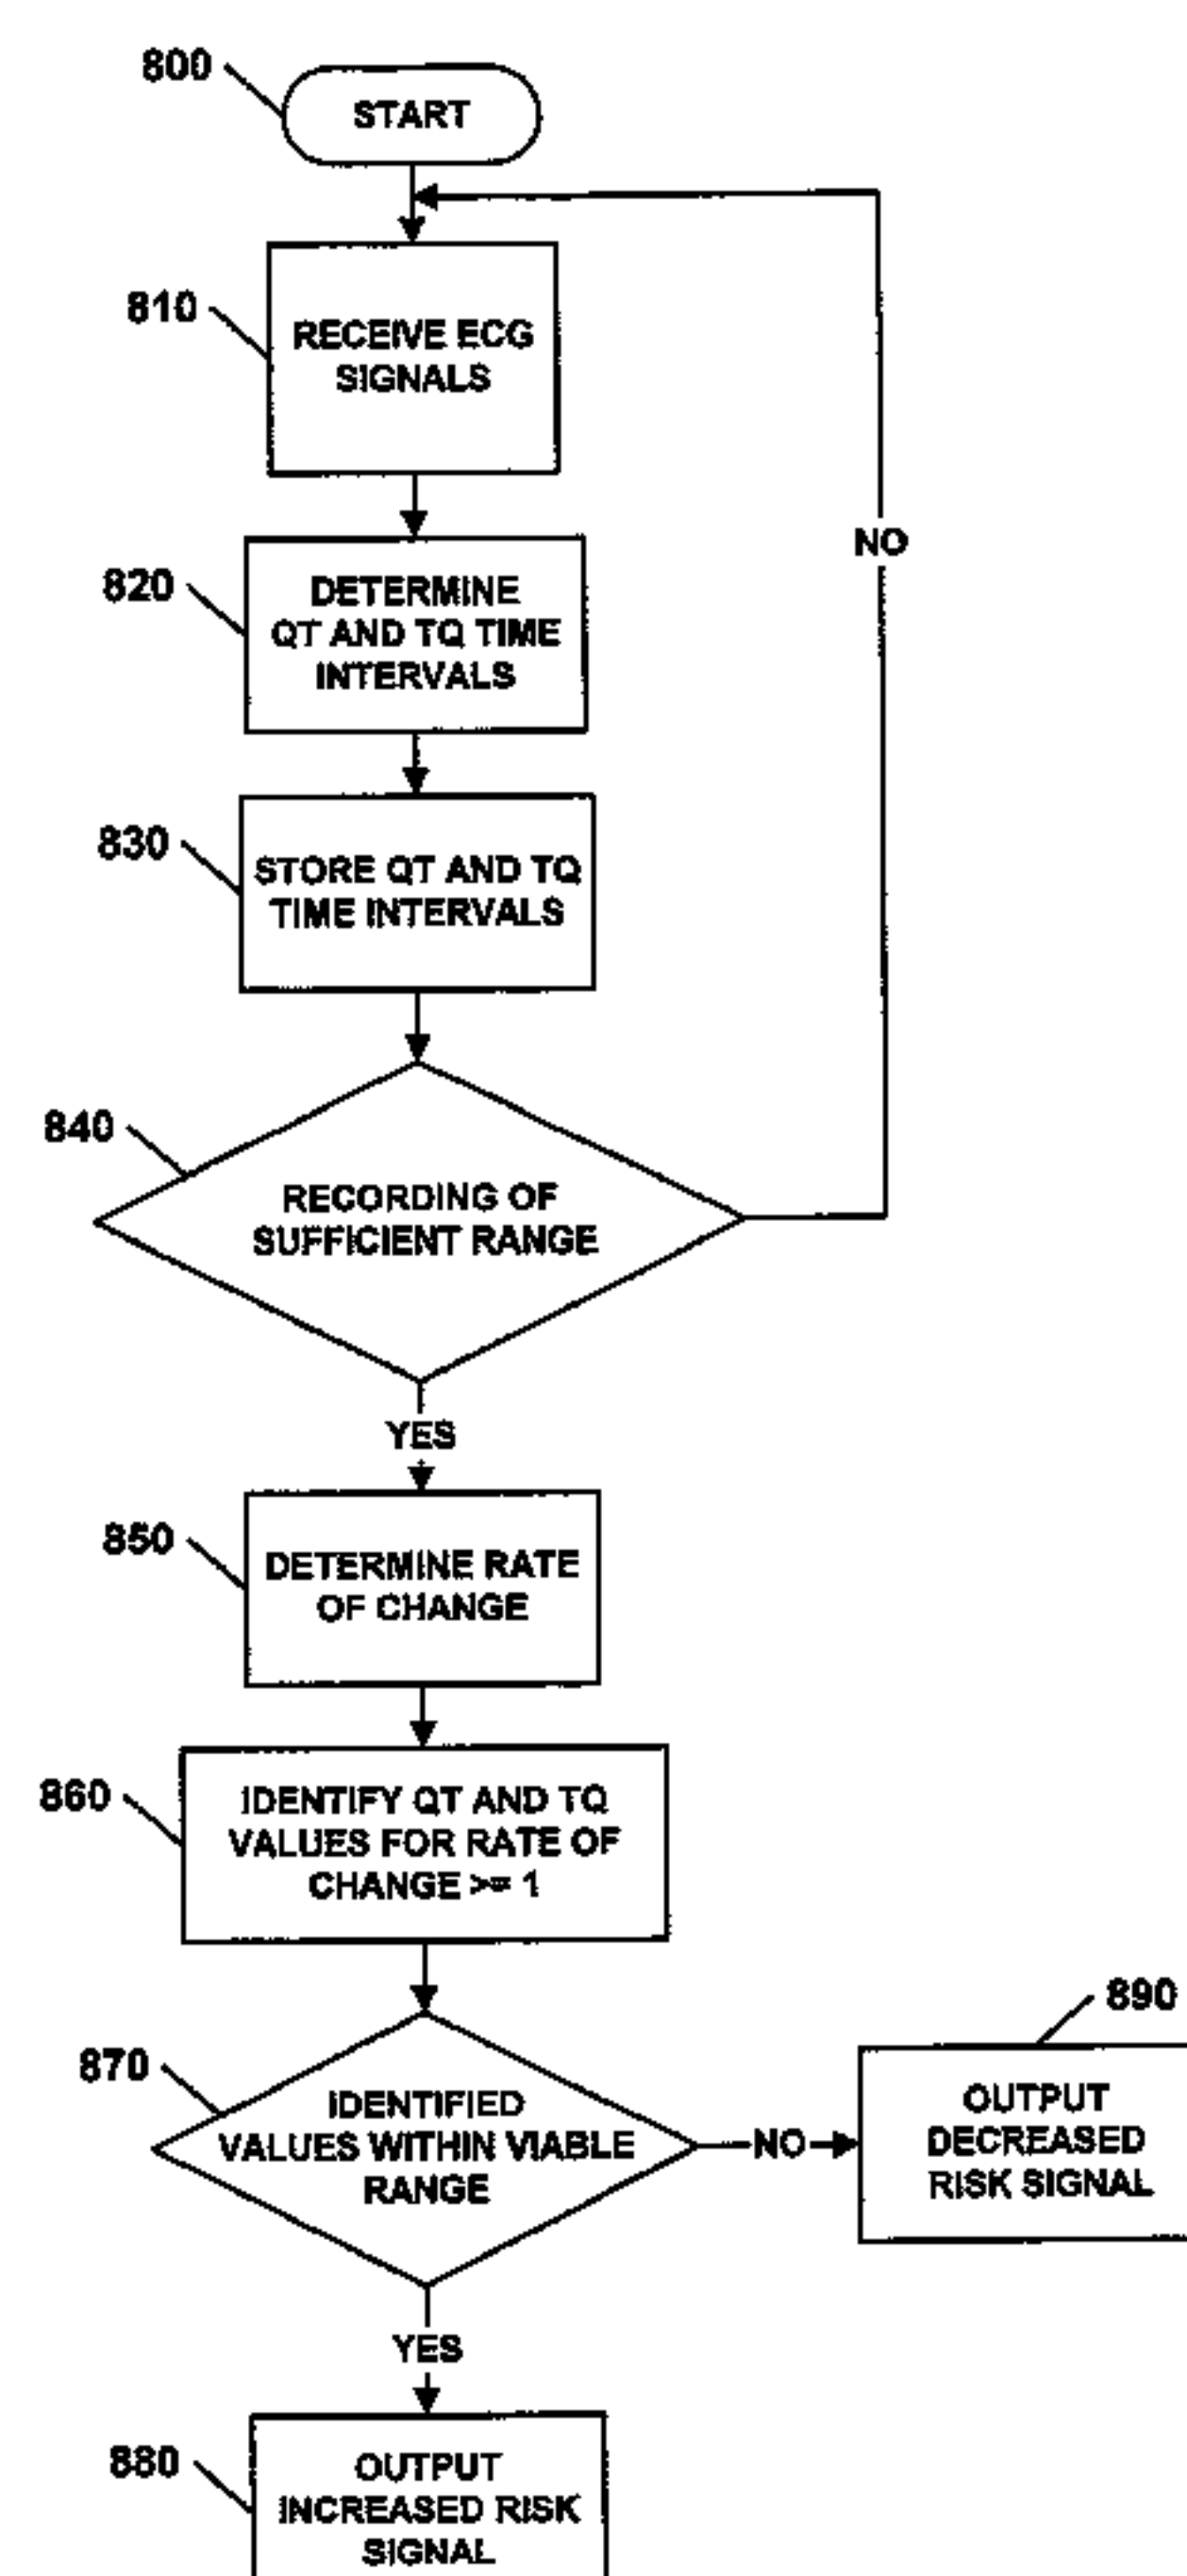 800
START
810
RECEIVE ECG
SIGNALS
NO
820
DETERMINE
QT AND TQ TIME
INTERVALS
830
STORE QT AND TQ
TIME INTERVALS
840
RECORDING OF
SUFFICIENT RANGE
YES
850
DETERMINE RATE
OF CHANGE
860
IDENTIFY QT AND TQ
VALUES FOR RATE OF
CHANGE >= 1
870
IDENTIFIED
VALUES WITHIN VIABLE
RANGE
NO
890
OUTPUT
DECREASED
RISK SIGNAL
YES
880
OUTPUT
INCREASED RISK
SIGNAL